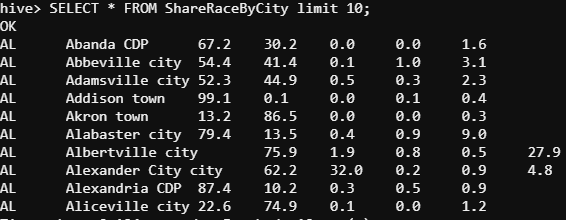 hive> SELECT * FROM ShareRaceByCity limit 10;
OK
AL Abanda CDP 67.2 30.2 0.0 0.0 1.6
AL Abbeville city 54.4 41.4 0.1 1.0 3.1
AL Adamsville city 52.3 44.9 0.5 0.3 2.3
AL Addison town 99.1 0.1 0.0 0.1 0.4
AL Akron town 13.2 86.5 0.0 0.0 0.3
AL Alabaster city 79.4 13.5 0.4 0.9 9.0
AL Albertville city 75.9 1.9 0.8 0.5 27.9
AL Alexander City city 62.2 32.0 0.2 0.9 4.8
AL Alexandria CDP 87.4 10.2 0.3 0.5 0.9
AL Aliceville city 22.6 74.9 0.1 0.0 1.2